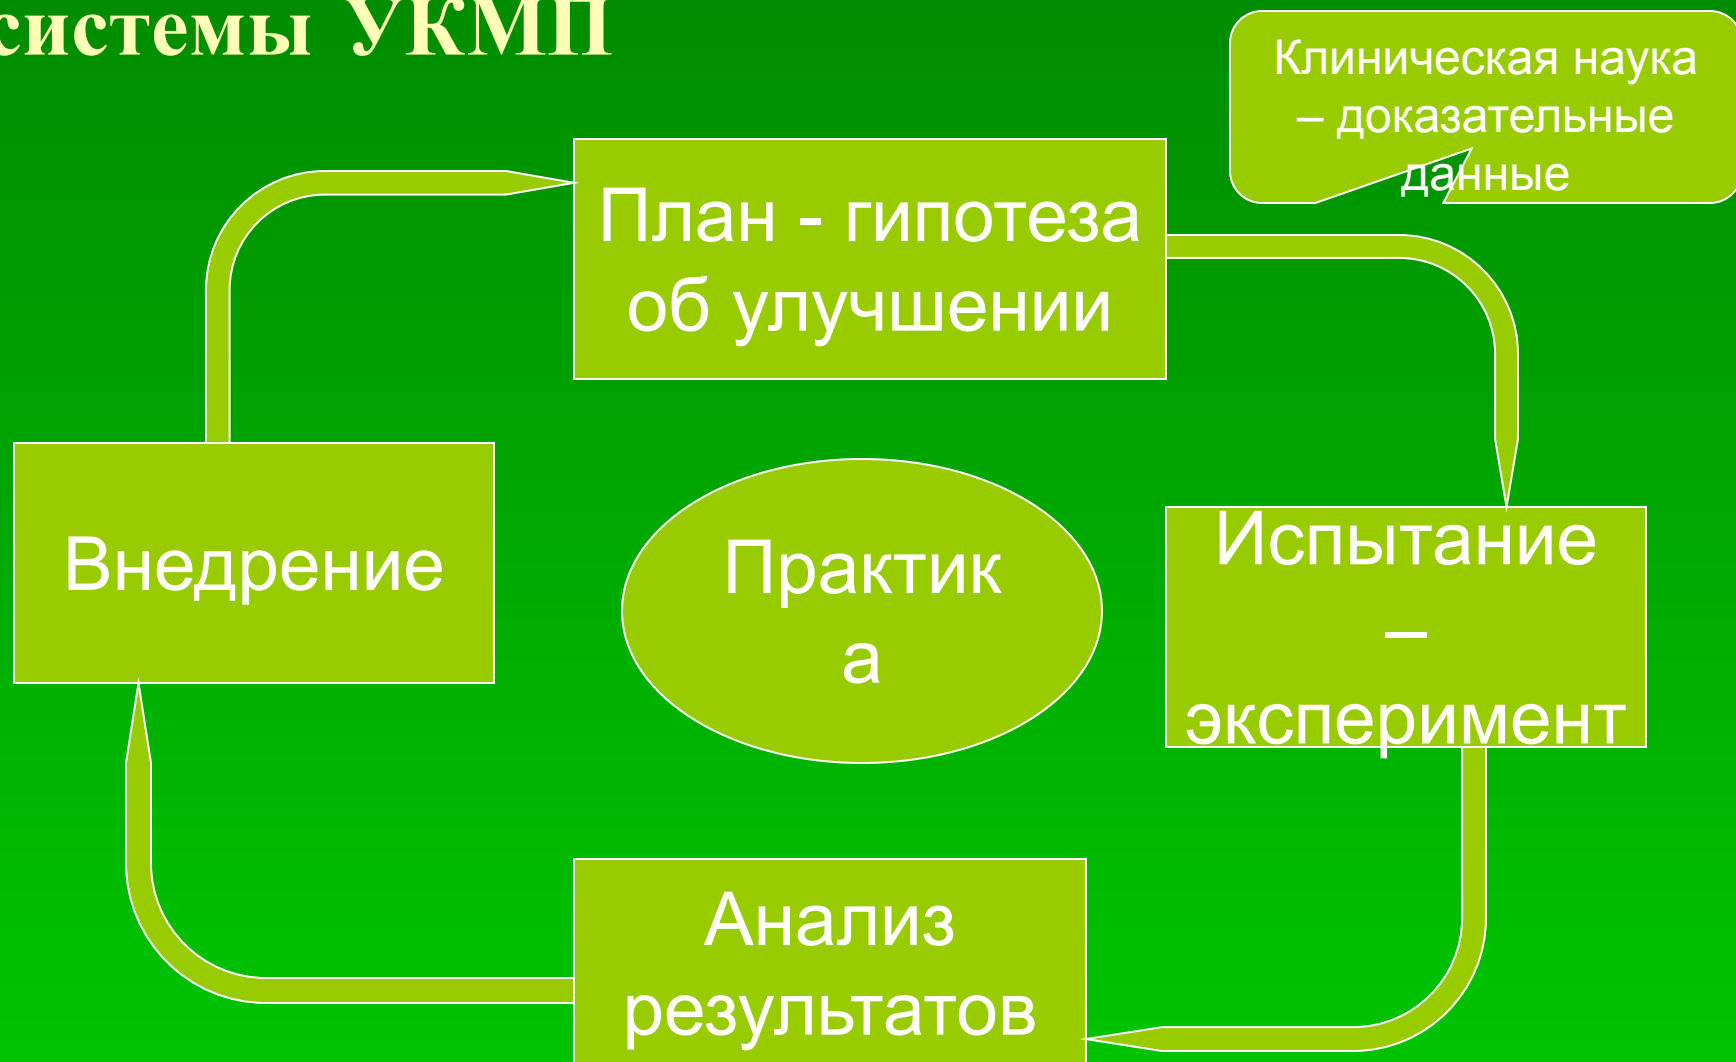 системы УКМП
Клиническая наука
– доказательные
данные
План - гипотеза
об улучшении
Внедрение
Практик
а
Испытание
–
эксперимент
Анализ
результатов